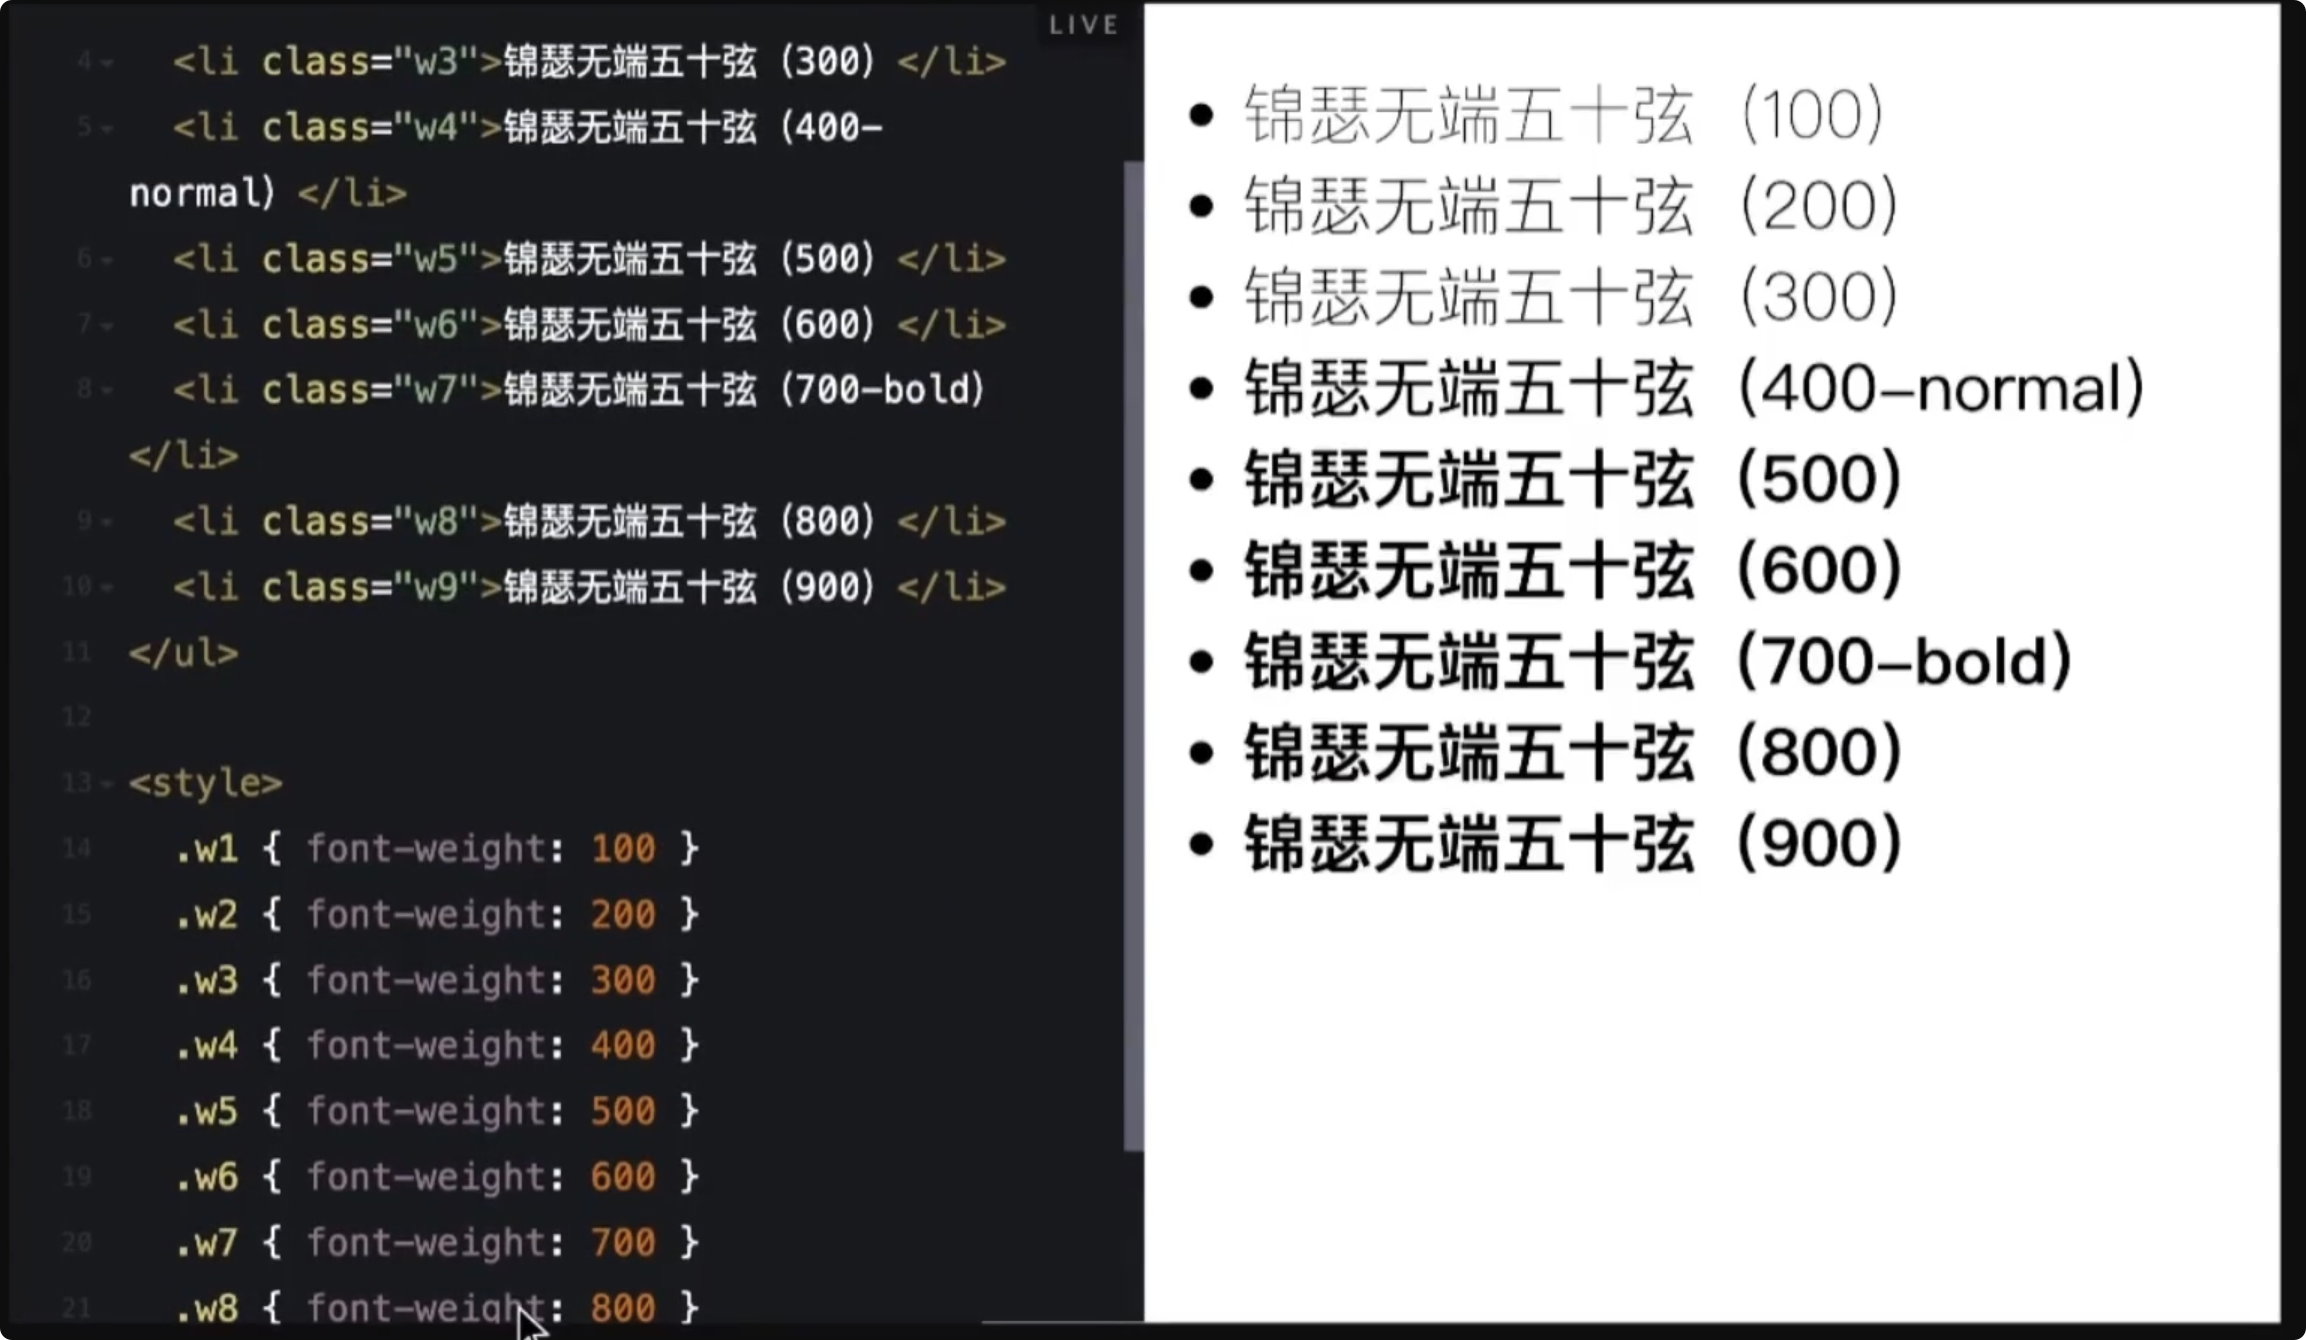 LIVE
4 <li class="w3">锦瑟无端五十弦（300）</li>
5 <li class="w4">锦瑟无端五十弦（400-
normal）</li>
6 <li class="w5">锦瑟无端五十弦（500）</li>
7 <li class="w6">锦瑟无端五十弦（600）</li>
8 <li class="w7">锦瑟无端五十弦（700-bold）
</li>
9 <li class="w8">锦瑟无端五十弦（800）</li>
10 <li class="w9">锦瑟无端五十弦（900）</li>
11 </ul>
12
13 <style>
14 .w1 { font-weight: 100 }
15 .w2 { font-weight: 200 }
16 .w3 { font-weight: 300 }
17 .w4 { font-weight: 400 }
18 .w5 { font-weight: 500 }
19 .w6 { font-weight: 600 }
20 .w7 { font-weight: 700 }
21 .w8 { font-weight: 800 }
• 锦瑟无端五十弦（100）
• 锦瑟无端五十弦（200）
• 锦瑟无端五十弦（300）
• 锦瑟无端五十弦（400-normal）
• 锦瑟无端五十弦（500）
• 锦瑟无端五十弦（600）
• 锦瑟无端五十弦（700-bold）
• 锦瑟无端五十弦（800）
• 锦瑟无端五十弦（900）